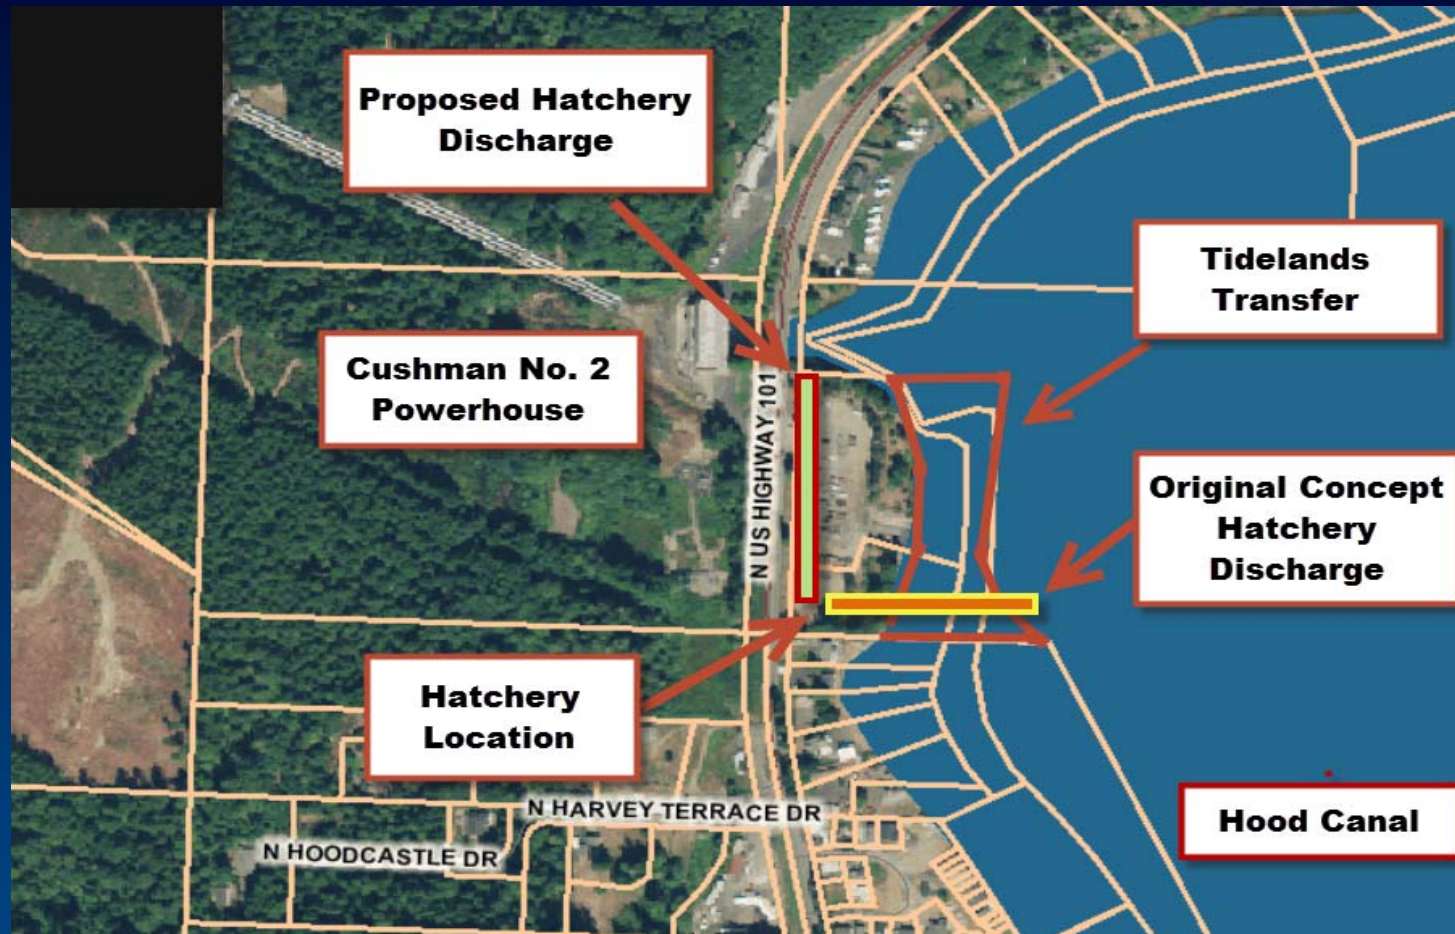 Proposed Hatchery
Discharge
Tidelands
Transfer
Cushman No. 2
Powerhouse
N US HIGHWAY 101
Original Concept
Hatchery
Discharge
Hatchery
Location
Hood Canal
N HARVEY TERRACE DR
N HOODCASTLE DR